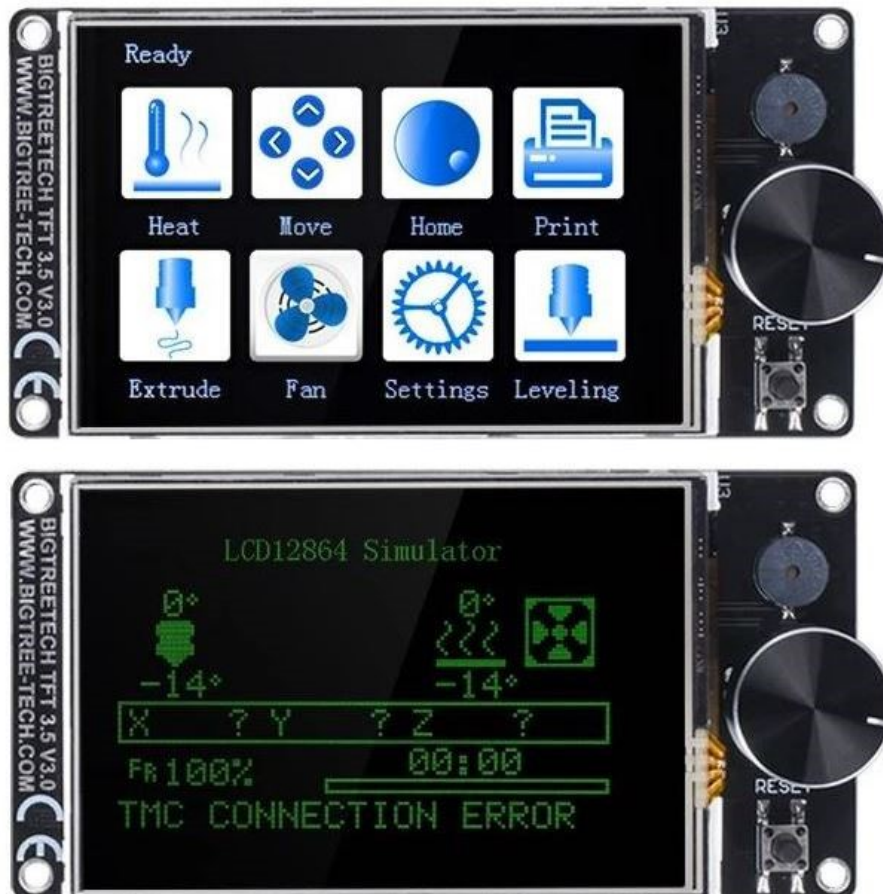 BIGTREETECH TFT 3.5 V3.0
WWW.BIGTREE-TECH.COM
CE
Ready
Heat Move Home Print
Extrude Fan Settings Leveling
RESET
BIGTREETECH TFT 3.5 V3.0
WWW.BIGTREE-TECH.COM
CE
LCD12864 Simulator
0° 0°
-14° -14°
X ? Y ? Z ?
FR 100% 00:00
TMC CONNECTION ERROR
RESET